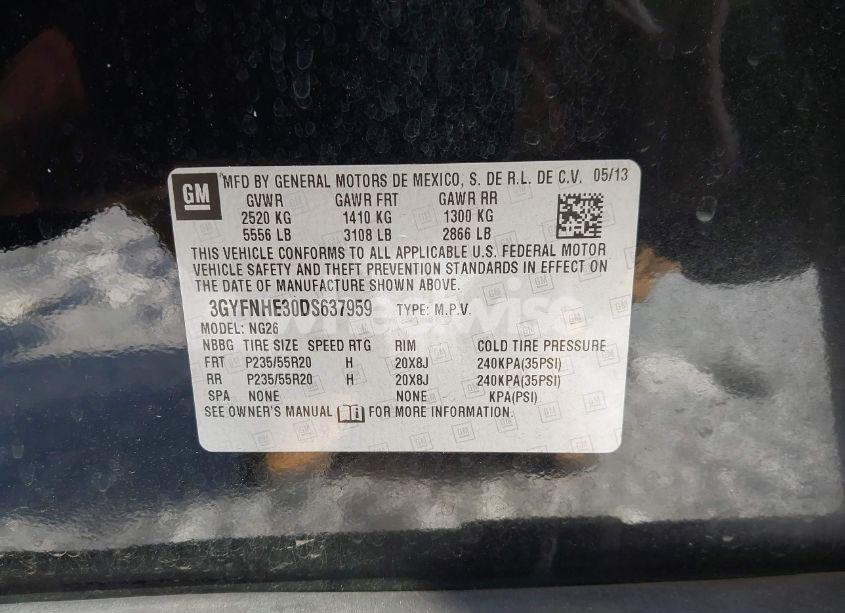 GM MFD BY GENERAL MOTORS DE MEXICO, S. DE R.L. DE C.V. 05/13
GVWR GAWR FRT GAWR RR
2520 KG 1410 KG 1300 KG
5556 LB 3108 LB 2866 LB
THIS VEHICLE CONFORMS TO ALL APPLICABLE U.S. FEDERAL MOTOR
VEHICLE SAFETY AND THEFT PREVENTION STANDARDS IN EFFECT ON
THE DATE OF MANUFACTURE SHOWN ABOVE.
3GYFNHE30DS637959 TYPE: M.P.V.
MODEL: NG26
NBBG TIRE SIZE SPEED RTG RIM COLD TIRE PRESSURE
FRT P235/55R20 H 20X8J 240KPA(35PSI)
RR P235/55R20 H 20X8J 240KPA(35PSI)
SPA NONE NONE KPA(PSI)
SEE OWNER'S MANUAL FOR MORE INFORMATION.